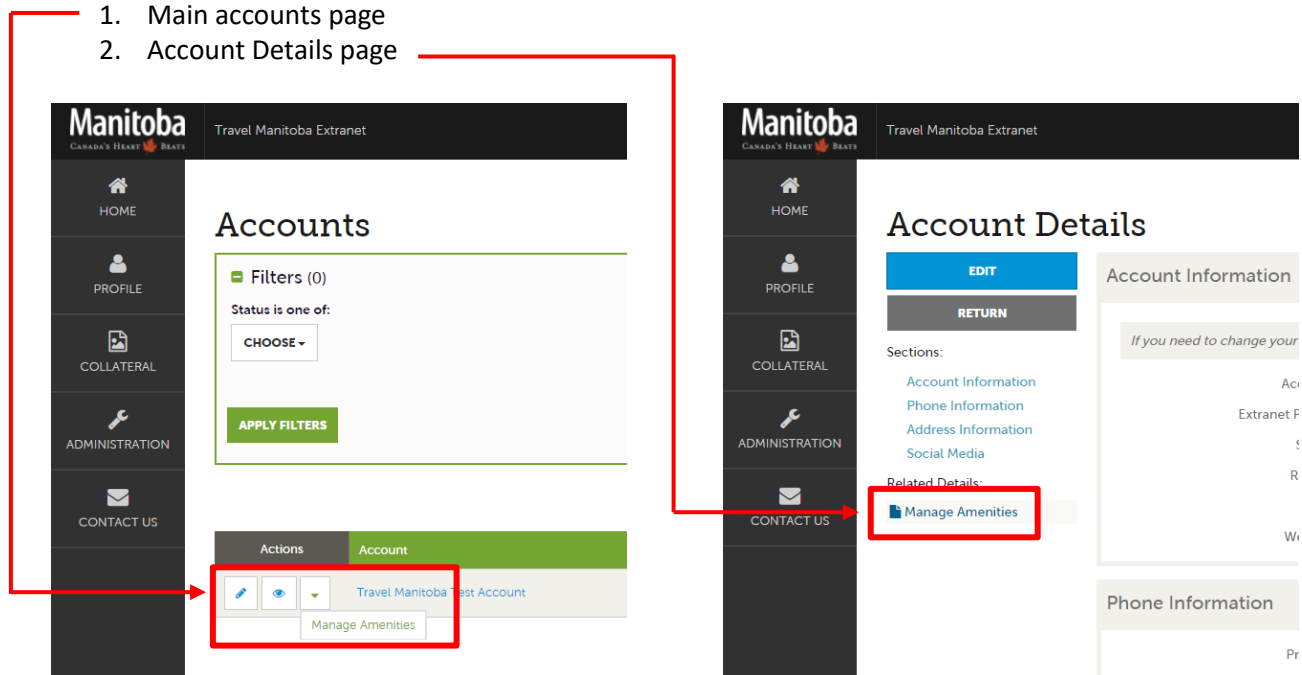 1. Main accounts page
2. Account Details page
Manitoba
CANADA'S HEART BEATS
Travel Manitoba Extranet
HOME
PROFILE
COLLATERAL
ADMINISTRATION
CONTACT US
Accounts
Filters (0)
Status is one of:
CHOOSE
APPLY FILTERS
Actions Account
Travel Manitoba Test Account
Manage Amenities
Manitoba
CANADA'S HEART BEATS
Travel Manitoba Extranet
HOME
PROFILE
COLLATERAL
ADMINISTRATION
CONTACT US
Account Details
EDIT
RETURN
Sections:
Account Information
Phone Information
Address Information
Social Media
Related Details:
Manage Amenities
Account Information
If you need to change your
Acc
Extranet P
S
R
We
Phone Information
Pr